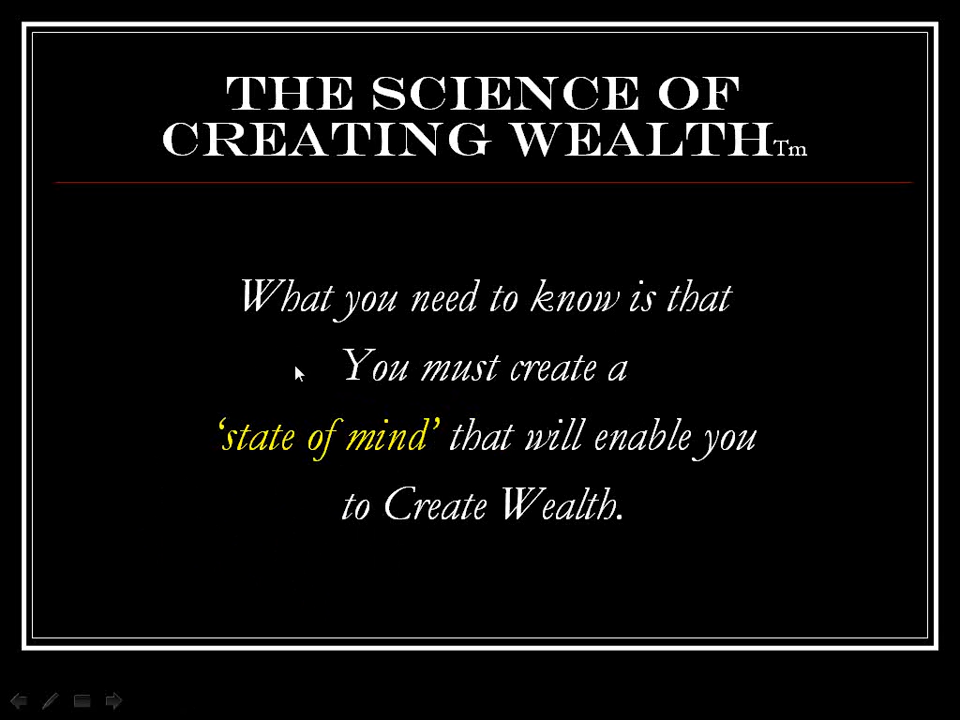 THE SCIENCE OF
CREATING WEALTHTm
What you need to know is that
You must create a
‘state of mind’ that will enable you
to Create Wealth.